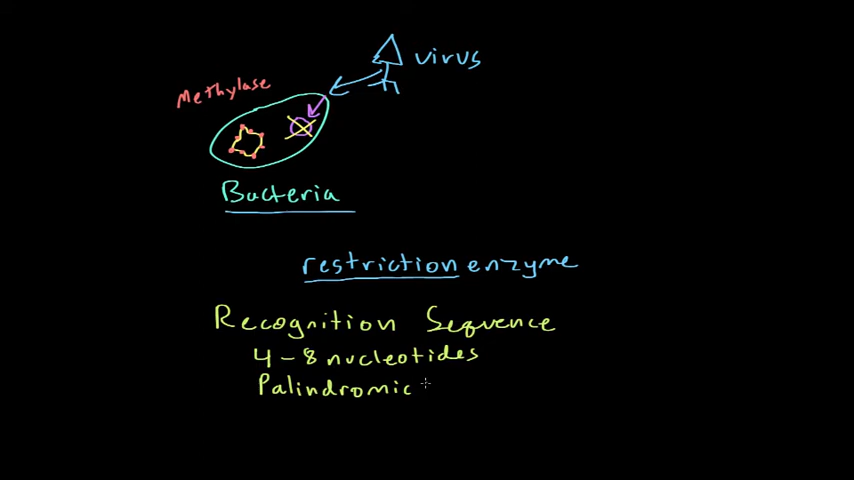 virus
Methylase
Bacteria
restriction enzyme
Recognition Sequence
4-8 nucleotides
Palindromic